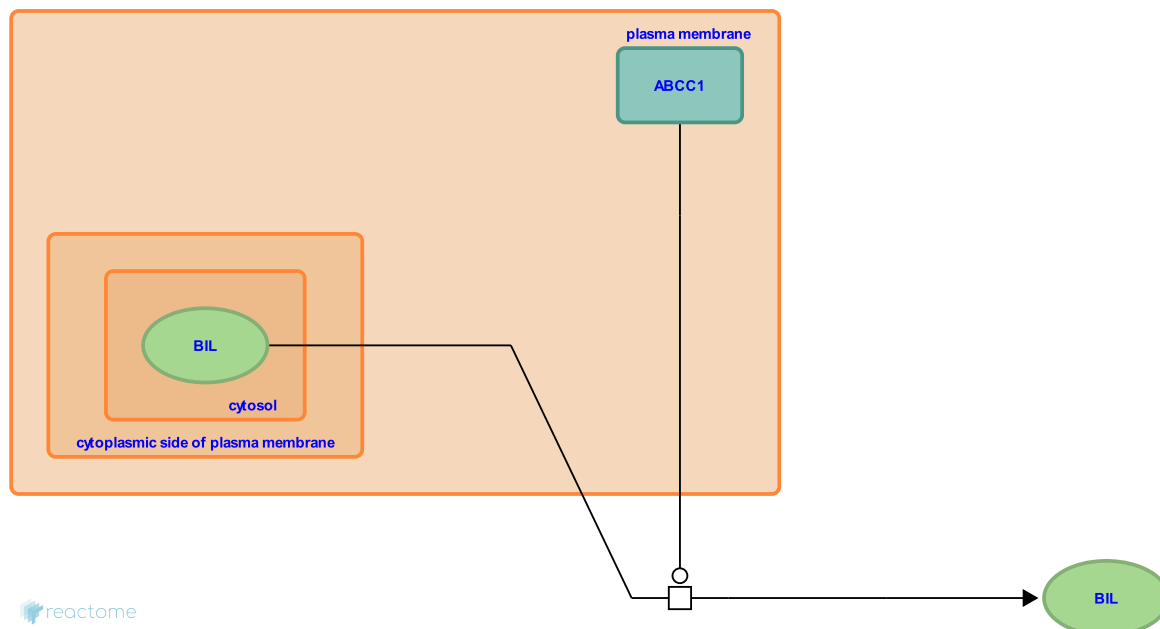 plasma membrane
ABCC1
BIL
cytosol
cytoplasmic side of plasma membrane
BIL
reactome